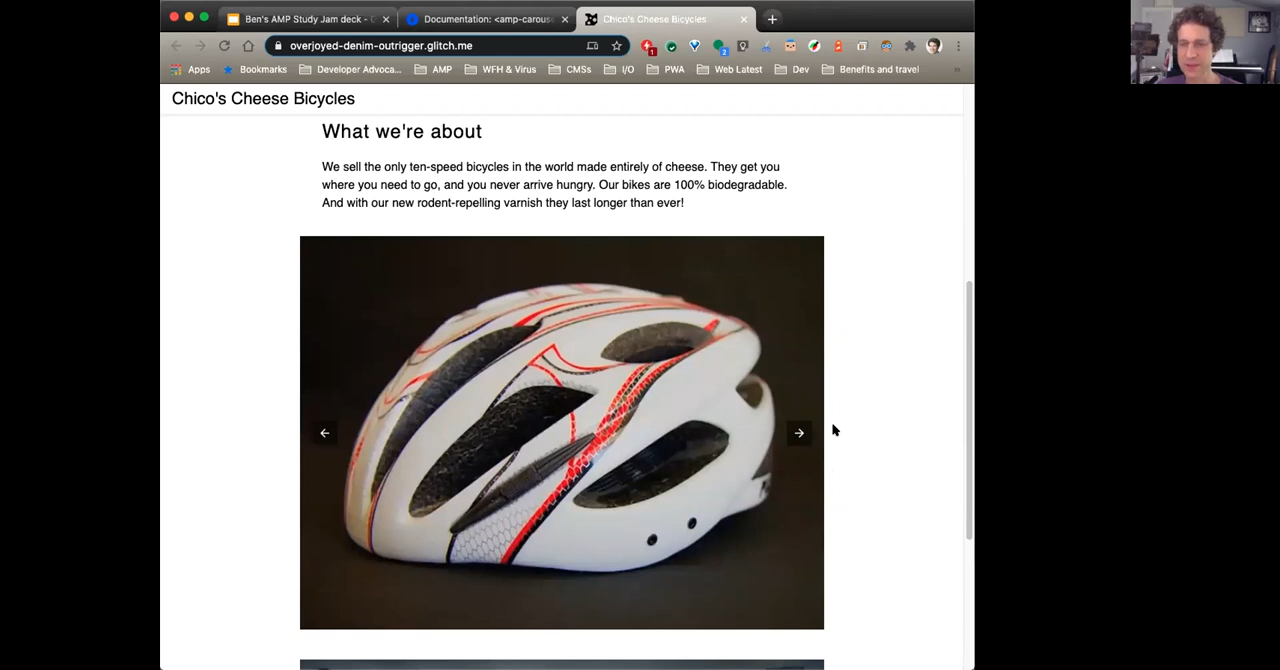 Ben's AMP Study Jam deck - G
Documentation: <amp-carous
Chico's Cheese Bicycles
overjoyed-denim-outrigger.glitch.me
1
2
Apps
Bookmarks
Developer Advoca...
AMP
WFH & Virus
CMSs
I/O
PWA
Web Latest
Dev
Benefits and travel
»
Chico's Cheese Bicycles
What we're about
We sell the only ten-speed bicycles in the world made entirely of cheese. They get you
where you need to go, and you never arrive hungry. Our bikes are 100% biodegradable.
And with our new rodent-repelling varnish they last longer than ever!